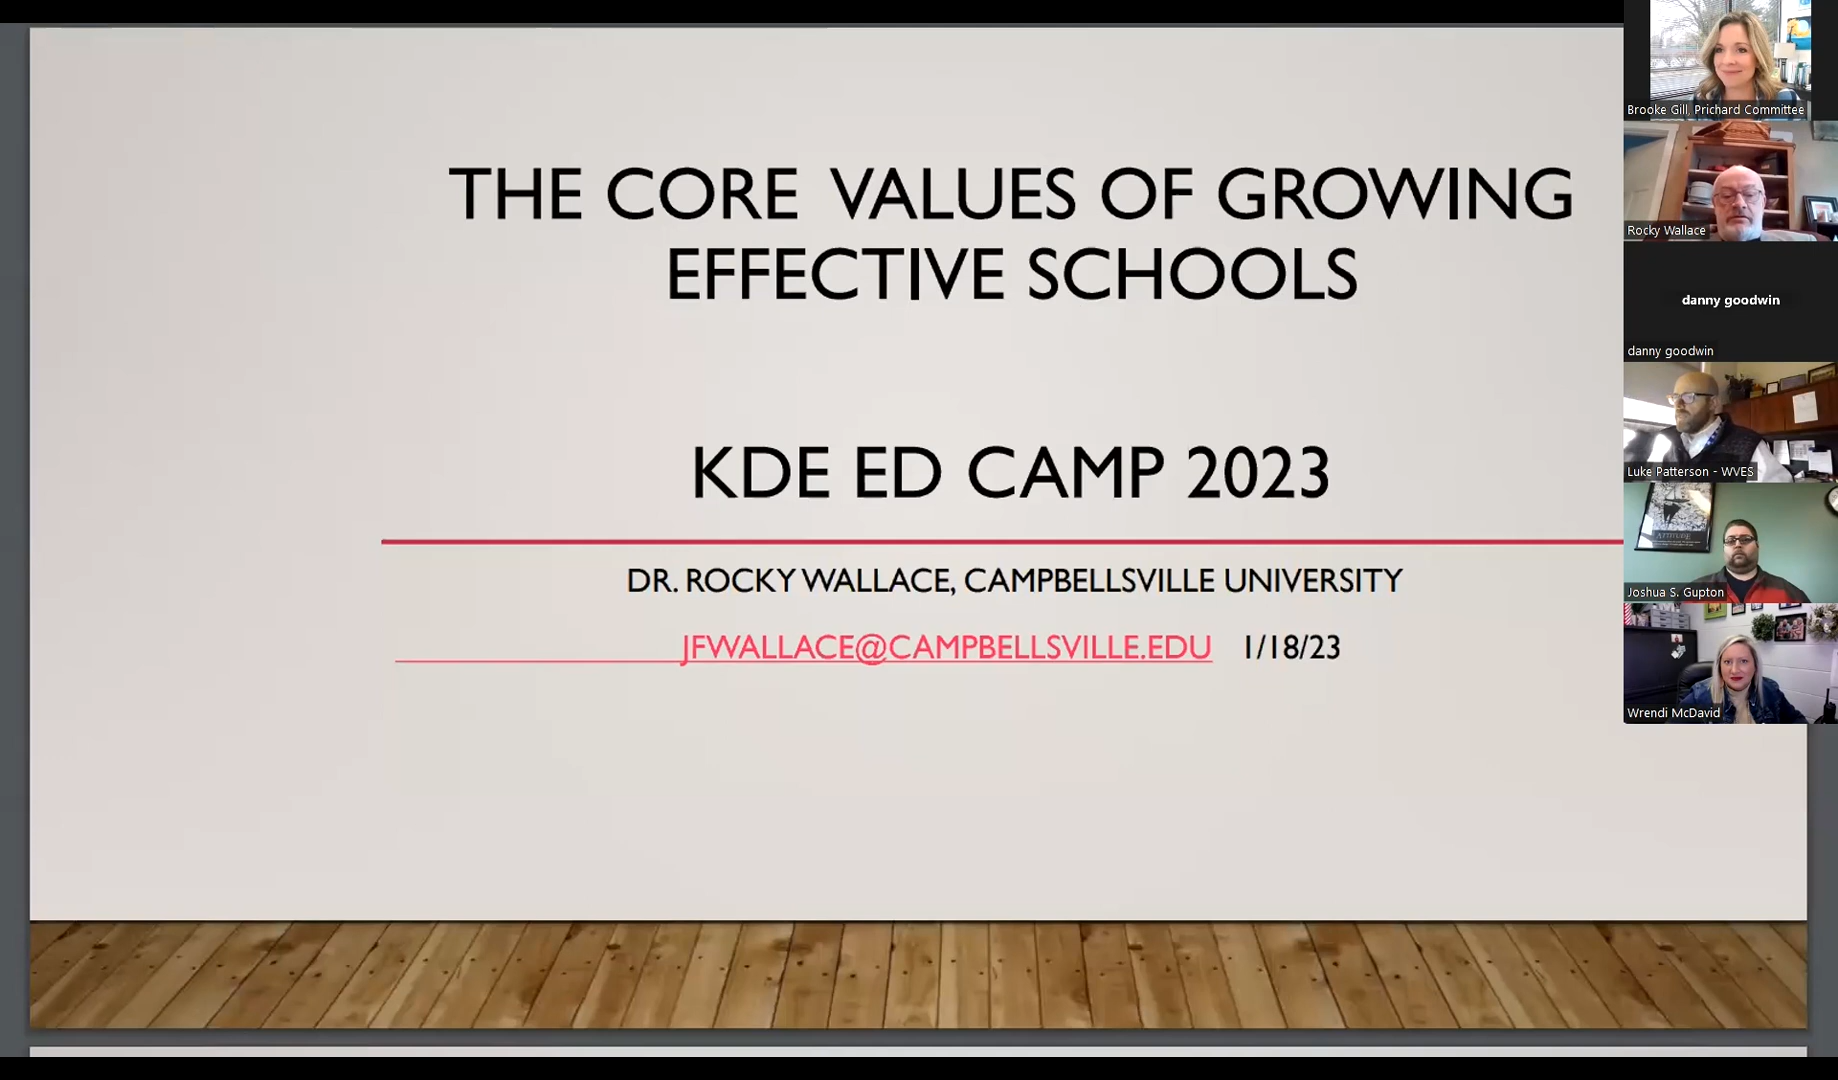 THE CORE VALUES OF GROWING
EFFECTIVE SCHOOLS
KDE ED CAMP 2023
DR. ROCKY WALLACE, CAMPBELLSVILLE UNIVERSITY
JFWALLACE@CAMPBELLSVILLE.EDU 1/18/23
Brooke Gill, Prichard Committee
Rocky Wallace
danny goodwin
danny goodwin
Luke Patterson - WVES
ATTITUDE
Joshua S. Gupton
Wrendi McDavid